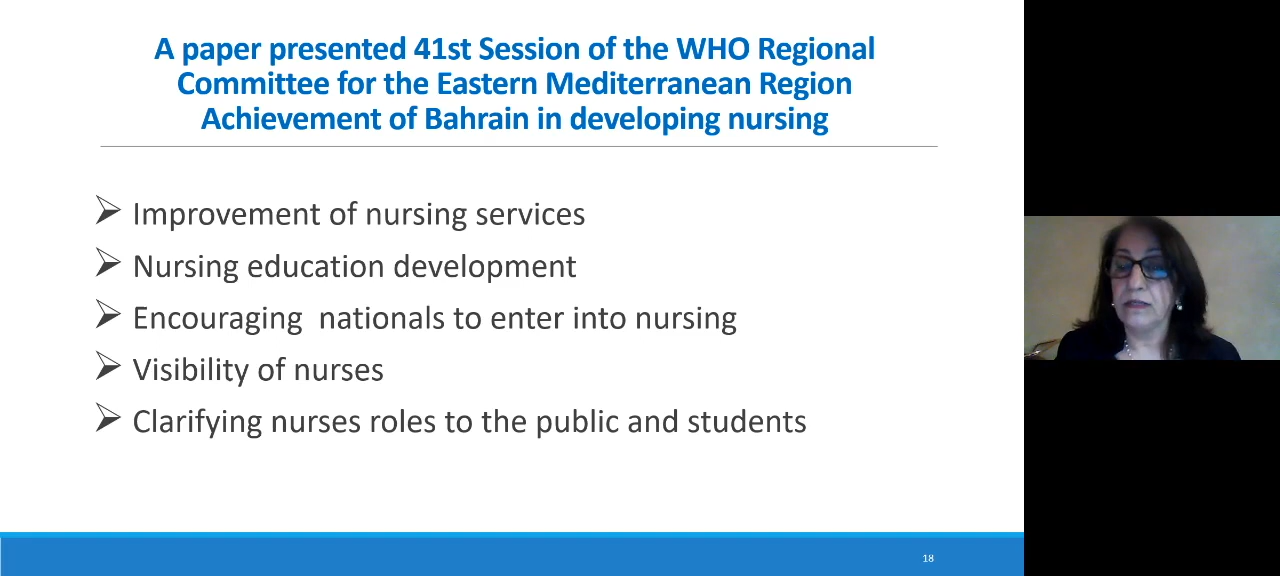 A paper presented 41st Session of the WHO Regional
Committee for the Eastern Mediterranean Region
Achievement of Bahrain in developing nursing
Improvement of nursing services
Nursing education development
Encouraging  nationals to enter into nursing
Visibility of nurses
Clarifying nurses roles to the public and students
18